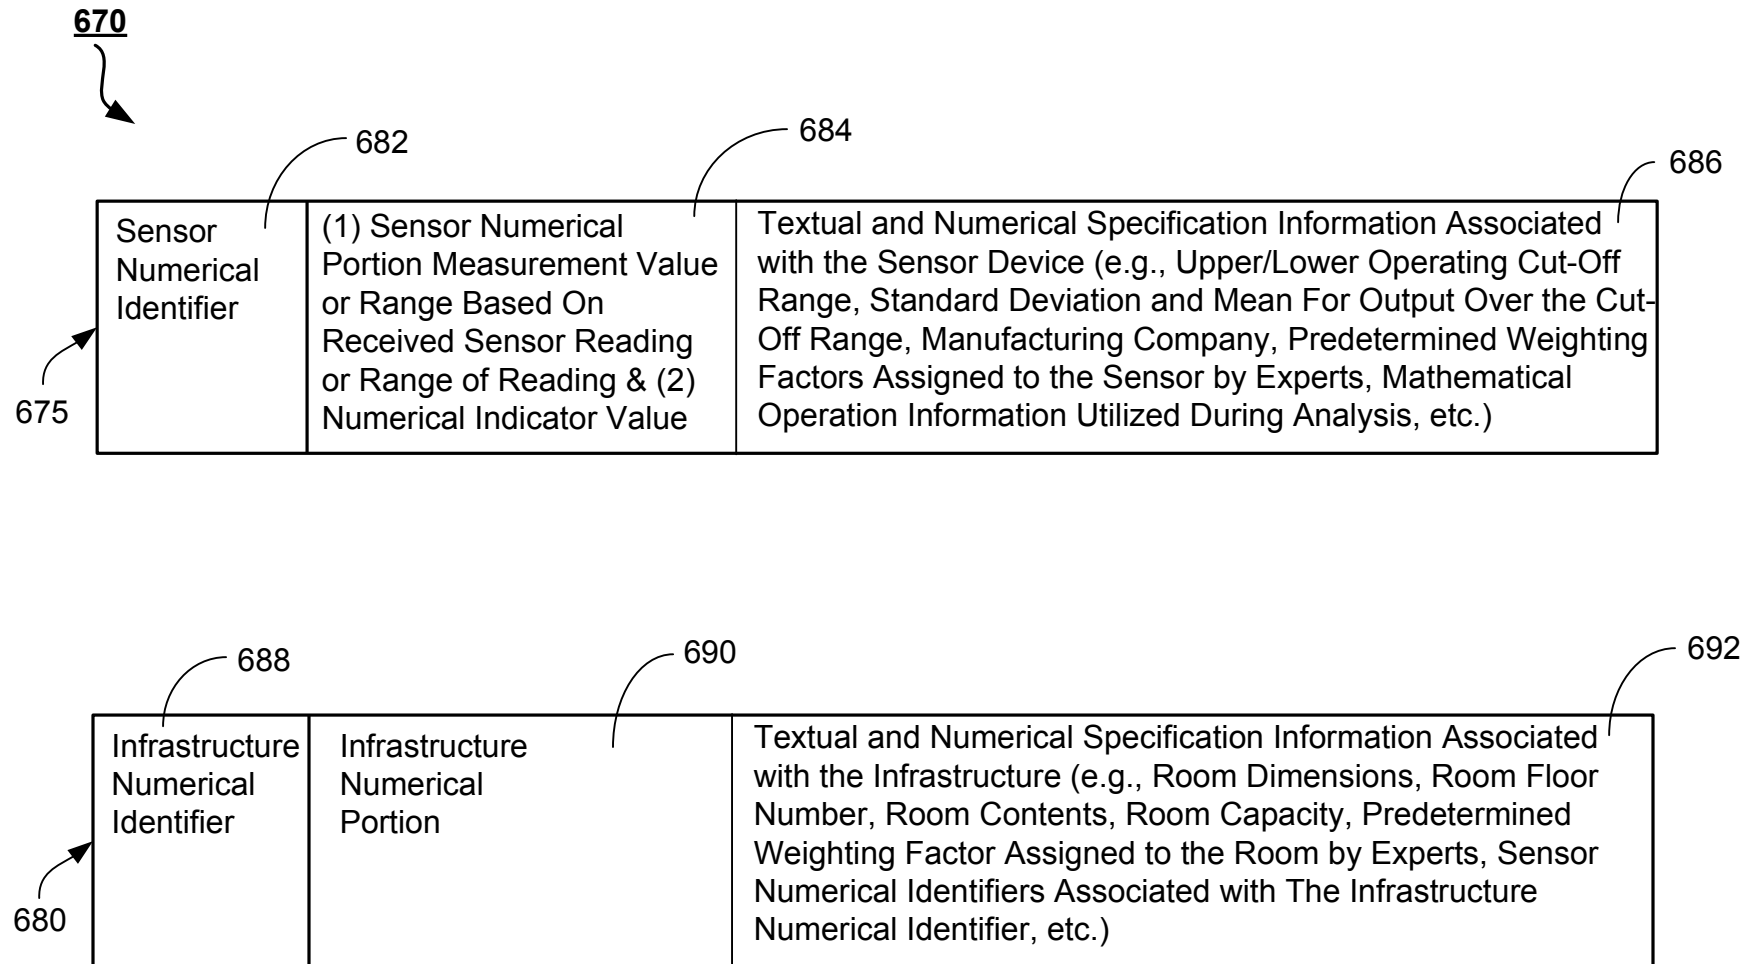 670
682
684
686
Sensor
Numerical
Identifier
(1) Sensor Numerical
Portion Measurement Value
or Range Based On
Received Sensor Reading
or Range of Reading & (2)
Numerical Indicator Value
Textual and Numerical Specification Information Associated
with the Sensor Device (e.g., Upper/Lower Operating Cut-Off
Range, Standard Deviation and Mean For Output Over the Cut-
Off Range, Manufacturing Company, Predetermined Weighting
Factors Assigned to the Sensor by Experts, Mathematical
Operation Information Utilized During Analysis, etc.)
675
688
690
692
Infrastructure
Numerical
Identifier
Infrastructure
Numerical
Portion
Textual and Numerical Specification Information Associated
with the Infrastructure (e.g., Room Dimensions, Room Floor
Number, Room Contents, Room Capacity, Predetermined
Weighting Factor Assigned to the Room by Experts, Sensor
Numerical Identifiers Associated with The Infrastructure
Numerical Identifier, etc.)
680